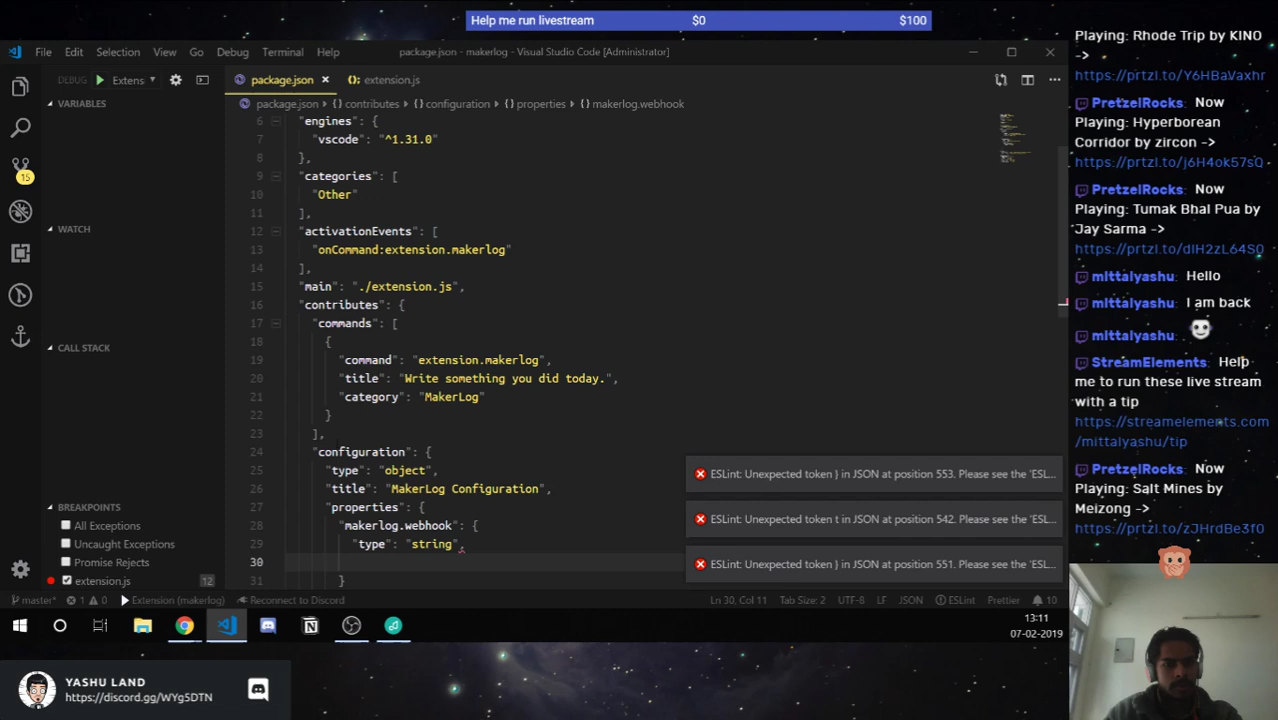 Help me run livestream $0 $100
File Edit Selection View Go Debug Terminal Help
package.json - makerlog - Visual Studio Code [Administrator]
DEBUG Extens
package.json extension.js
package.json › contributes › configuration › properties › makerlog.webhook
VARIABLES
WATCH
CALL STACK
BREAKPOINTS
All Exceptions
Uncaught Exceptions
Promise Rejects
extension.js 12
15
6 "engines": {
7 "vscode": "^1.31.0"
8 },
9 "categories": [
10 "Other"
11 ],
12 "activationEvents": [
13 "onCommand:extension.makerlog"
14 ],
15 "main": "./extension.js",
16 "contributes": {
17 "commands": [
18 {
19 "command": "extension.makerlog",
20 "title": "Write something you did today.",
21 "category": "MakerLog"
22 }
23 ],
24 "configuration": {
25 "type": "object",
26 "title": "MakerLog Configuration",
27 "properties": {
28 "makerlog.webhook": {
29 "type": "string",
30
31 }
ESLint: Unexpected token } in JSON at position 553. Please see the 'ESL...
ESLint: Unexpected token t in JSON at position 542. Please see the 'ESL...
ESLint: Unexpected token } in JSON at position 551. Please see the 'ESL...
master* 1 0 Extension (makerlog) Reconnect to Discord
Ln 30, Col 11 Tab Size: 2 UTF-8 LF JSON ESLint Prettier 10
13:11
07-02-2019
YASHU LAND
https://discord.gg/WYg5DTN
Playing: Rhode Trip by KINO
->
https://prtzl.to/Y6HBaVaxhr
PretzelRocks: Now
Playing: Hyperborean
Corridor by zircon ->
https://prtzl.to/j6H4ok57sQ
PretzelRocks: Now
Playing: Tumak Bhal Pua by
Jay Sarma ->
https://prtzl.to/dIH2zL64S0
mittalyashu: Hello
mittalyashu: I am back
mittalyashu:
StreamElements: Help
me to run these live stream
with a tip
https://streamelements.com
/mittalyashu/tip
PretzelRocks: Now
Playing: Salt Mines by
Meizong ->
https://prtzl.to/zJHrdBe3f0